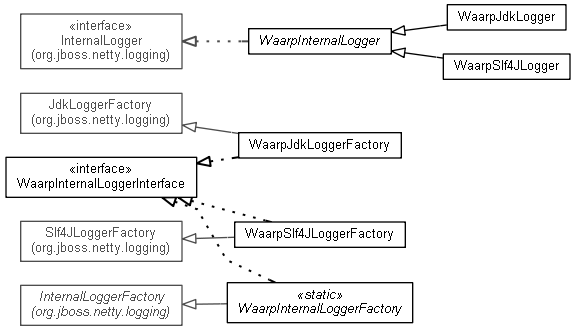 «interface»
InternalLogger
(org.jboss.netty.logging)
WaarpInternalLogger
WaarpJdkLogger
WaarpSlf4JLogger
JdkLoggerFactory
(org.jboss.netty.logging)
WaarpJdkLoggerFactory
«interface»
WaarpInternalLoggerInterface
Slf4JLoggerFactory
(org.jboss.netty.logging)
WaarpSlf4JLoggerFactory
InternalLoggerFactory
(org.jboss.netty.logging)
«static»
WaarpInternalLoggerFactory